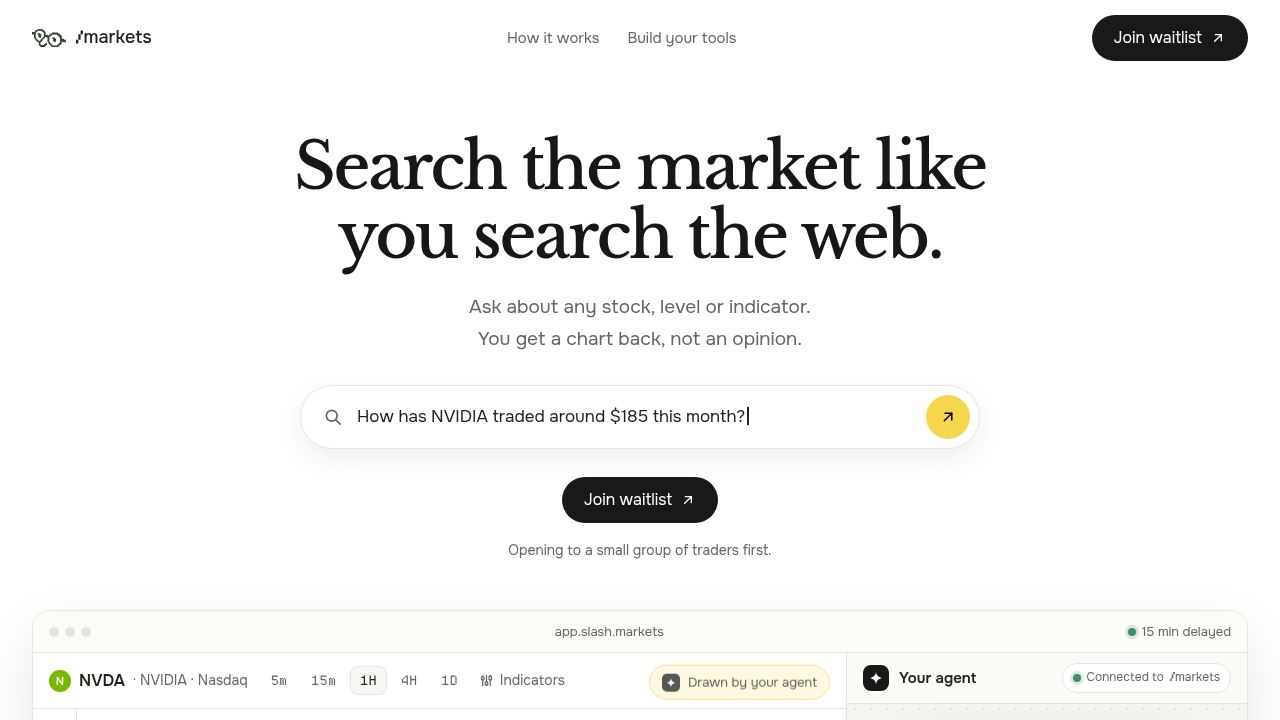 /markets
How it works
Build your tools
Join waitlist
Search the market like
you search the web.
Ask about any stock, level or indicator.
You get a chart back, not an opinion.
How has NVIDIA traded around $185 this month?
Join waitlist
Opening to a small group of traders first.
app.slash.markets
15 min delayed
N
NVDA · NVIDIA · Nasdaq
5m
15m
1H
4H
1D
Indicators
Drawn by your agent
Your agent
Connected to /markets